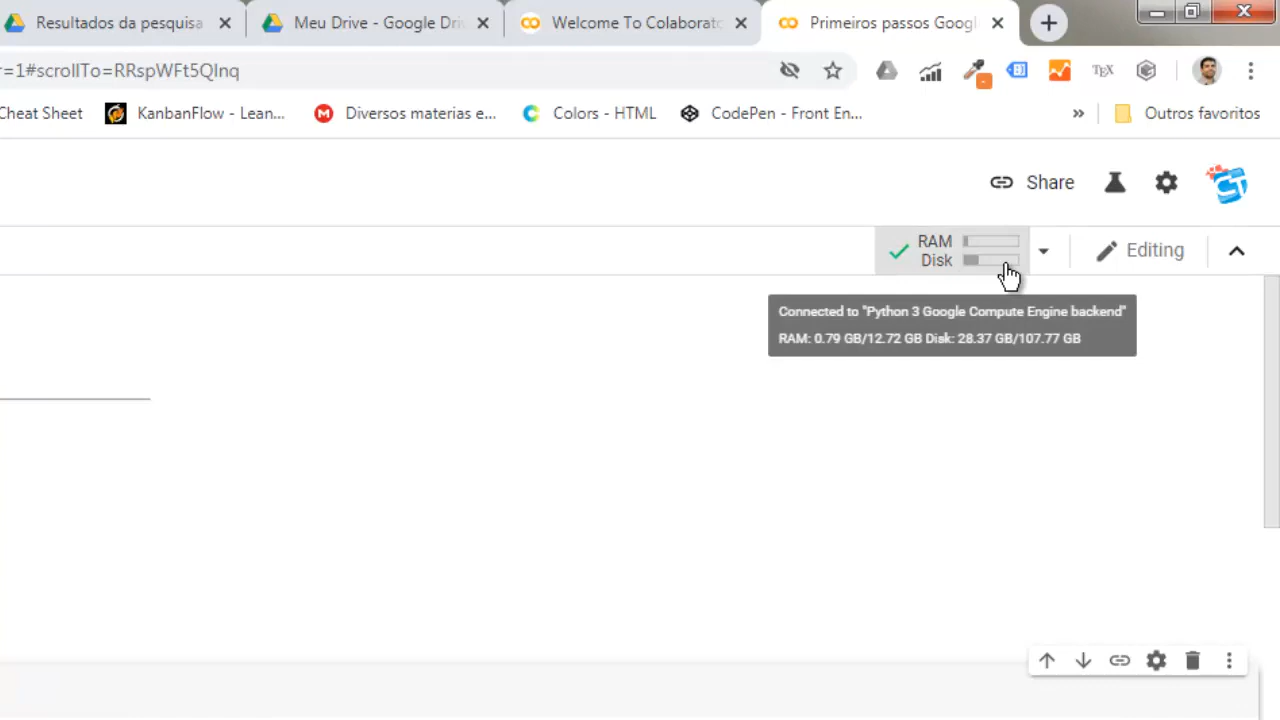 Resultados da pesquisa
Meu Drive - Google Dri
Welcome To Colaborato
Primeiros passos Googl
r=1#scrollTo=RRspWFt5QInq
TEX
Cheat Sheet
KanbanFlow - Lean...
Diversos materias e...
Colors - HTML
CodePen - Front En...
»
Outros favoritos
Share
CT
RAM
Disk
Editing
Connected to "Python 3 Google Compute Engine backend"
RAM: 0.79 GB/12.72 GB Disk: 28.37 GB/107.77 GB